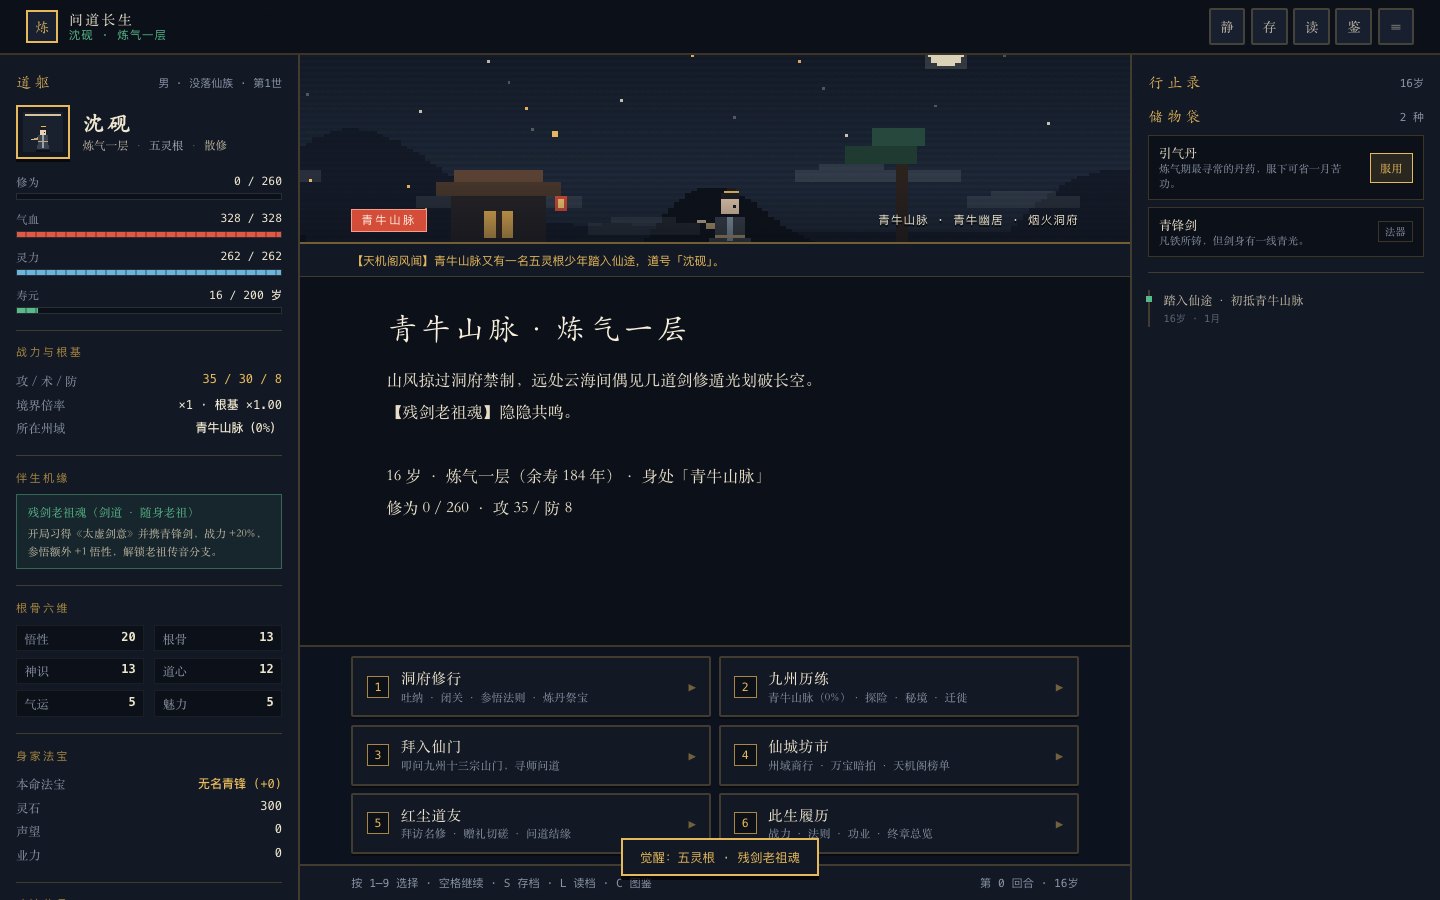 炼
问道长生
沈砚 · 炼气一层
静 存 读 鉴 ≡
道躯
男 · 没落仙族 · 第1世
沈砚
炼气一层 · 五灵根 · 散修
修为 0 / 260
气血 328 / 328
灵力 262 / 262
寿元 16 / 200 岁
战力与根基
攻 / 术 / 防 35 / 30 / 8
境界倍率 ×1 · 根基 ×1.00
所在州域 青牛山脉 (0%)
伴生机缘
残剑老祖魂（剑道 · 随身老祖）
开局习得《太虚剑意》并携青锋剑，战力 +20%，
参悟额外 +1 悟性，解锁老祖传音分支。
根骨六维
悟性 20 根骨 13
神识 13 道心 12
气运 5 魅力 5
身家法宝
本命法宝 无名青锋 (+0)
灵石 300
声望 0
业力 0
青牛山脉
青牛山脉 · 青牛幽居 · 烟火洞府
【天机阁风闻】青牛山脉又有一名五灵根少年踏入仙途，道号「沈砚」。
青牛山脉 · 炼气一层
山风掠过洞府禁制，远处云海间偶见几道剑修遁光划破长空。
【残剑老祖魂】隐隐共鸣。
16 岁 · 炼气一层（余寿 184 年） · 身处「青牛山脉」
修为 0 / 260 · 攻 35 / 防 8
1 洞府修行 ▶
吐纳 · 闭关 · 参悟法则 · 炼丹祭宝
2 九州历练 ▶
青牛山脉（0%） · 探险 · 秘境 · 迁徙
3 拜入仙门 ▶
叩问九州十三宗山门，寻师问道
4 仙城坊市 ▶
州域商行 · 万宝暗拍 · 天机阁榜单
5 红尘道友 ▶
拜访名修 · 赠礼切磋 · 问道结缘
6 此生履历 ▶
战力 · 法则 · 功业 · 终章总览
觉醒：五灵根 · 残剑老祖魂
按 1—9 选择 · 空格继续 · S 存档 · L 读档 · C 图鉴
第 0 回合 · 16岁
行止录 16岁
储物袋 2 种
引气丹
炼气期最寻常的丹药，服下可省一月苦
功。
服用
青锋剑
凡铁所铸，但剑身有一线青光。
法器
踏入仙途 · 初抵青牛山脉
16岁 · 1月